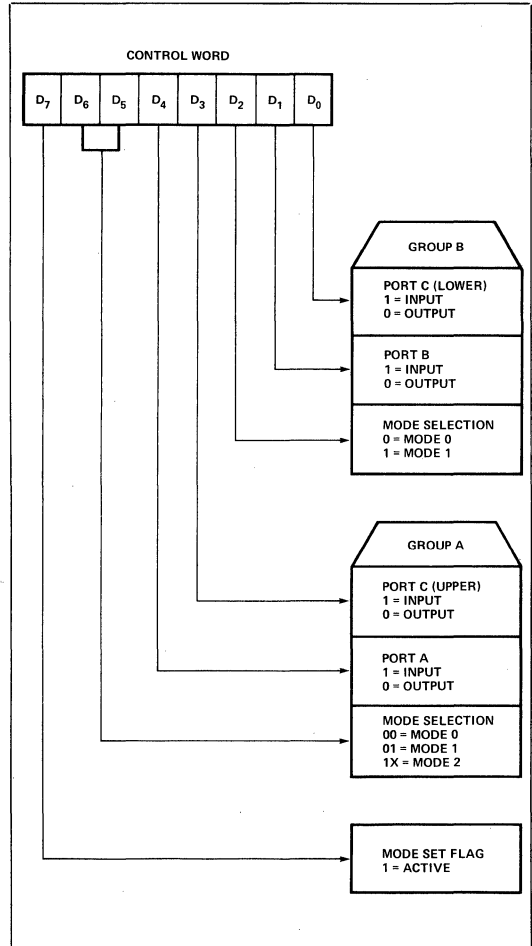 CONTROL WORD
D7 D6 D5 D4 D3 D2 D1 D0
GROUP B
PORT C (LOWER)
1 = INPUT
0 = OUTPUT
PORT B
1 = INPUT
0 = OUTPUT
MODE SELECTION
0 = MODE 0
1 = MODE 1
GROUP A
PORT C (UPPER)
1 = INPUT
0 = OUTPUT
PORT A
1 = INPUT
0 = OUTPUT
MODE SELECTION
00 = MODE 0
01 = MODE 1
1X = MODE 2
MODE SET FLAG
1 = ACTIVE